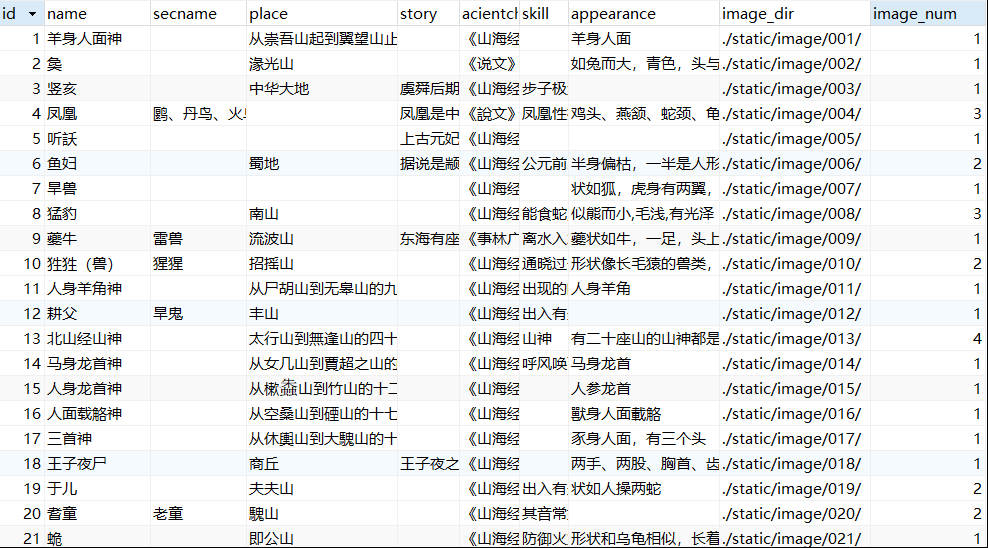 id name secname place story acientch skill appearance image_dir image_num
1 羊身人面神 从崇吾山起到翼望山止 《山海经 羊身人面 ./static/image/001/ 1
2 㲋 湪光山 《说文》 如兔而大，青色，头与 ./static/image/002/ 1
3 竖亥 中华大地 虞舜后期 《山海经 步子极 ./static/image/003/ 1
4 凤凰 鶠、丹鸟、火 凤凰是中 《說文》 凤凰性 鸡头、燕颔、蛇颈、龟 ./static/image/004/ 3
5 听訞 上古元妃 《山海经 ./static/image/005/ 1
6 鱼妇 蜀地 据说是颛 《山海经 公元前 半身偏枯，一半是人形 ./static/image/006/ 2
7 旱兽 《山海经 状如狐，虎身有两翼， ./static/image/007/ 1
8 猛豹 南山 《山海经 能食蛇 似熊而小,毛浅,有光泽 ./static/image/008/ 3
9 夔牛 雷兽 流波山 东海有座 《事林广 离水入 夔状如牛，一足，头上 ./static/image/009/ 1
10 狌狌（兽） 猩猩 招摇山 《山海经 通晓过 形状像长毛猿的兽类， ./static/image/010/ 2
11 人身羊角神 从尸胡山到无皋山的九 《山海经 出现的 人身羊角 ./static/image/011/ 1
12 耕父 旱鬼 丰山 《山海经 出入有 ./static/image/012/ 1
13 北山经山神 太行山到無逢山的四十 《山海经 山神 有二十座山的山神都是 ./static/image/013/ 4
14 马身龙首神 从女几山到賈超之山的 《山海经 呼风唤 马身龙首 ./static/image/014/ 1
15 人身龙首神 从樕山到竹山的十二 《山海经 人参龙首 ./static/image/015/ 1
16 人面载觡神 从空桑山到硾山的十七 《山海经 獸身人面載觡 ./static/image/016/ 1
17 三首神 从休輿山到大騩山的十 《山海经 豕身人面，有三个头 ./static/image/017/ 1
18 王子夜尸 商丘 王子夜之 《山海经 两手、两股、胸首、齿 ./static/image/018/ 1
19 于儿 夫夫山 《山海经 出入有 状如人操两蛇 ./static/image/019/ 2
20 耆童 老童 騩山 《山海经 其音常 ./static/image/020/ 2
21 蛫 即公山 《山海经 防御火 形状和乌龟相似，长着 ./static/image/021/ 1